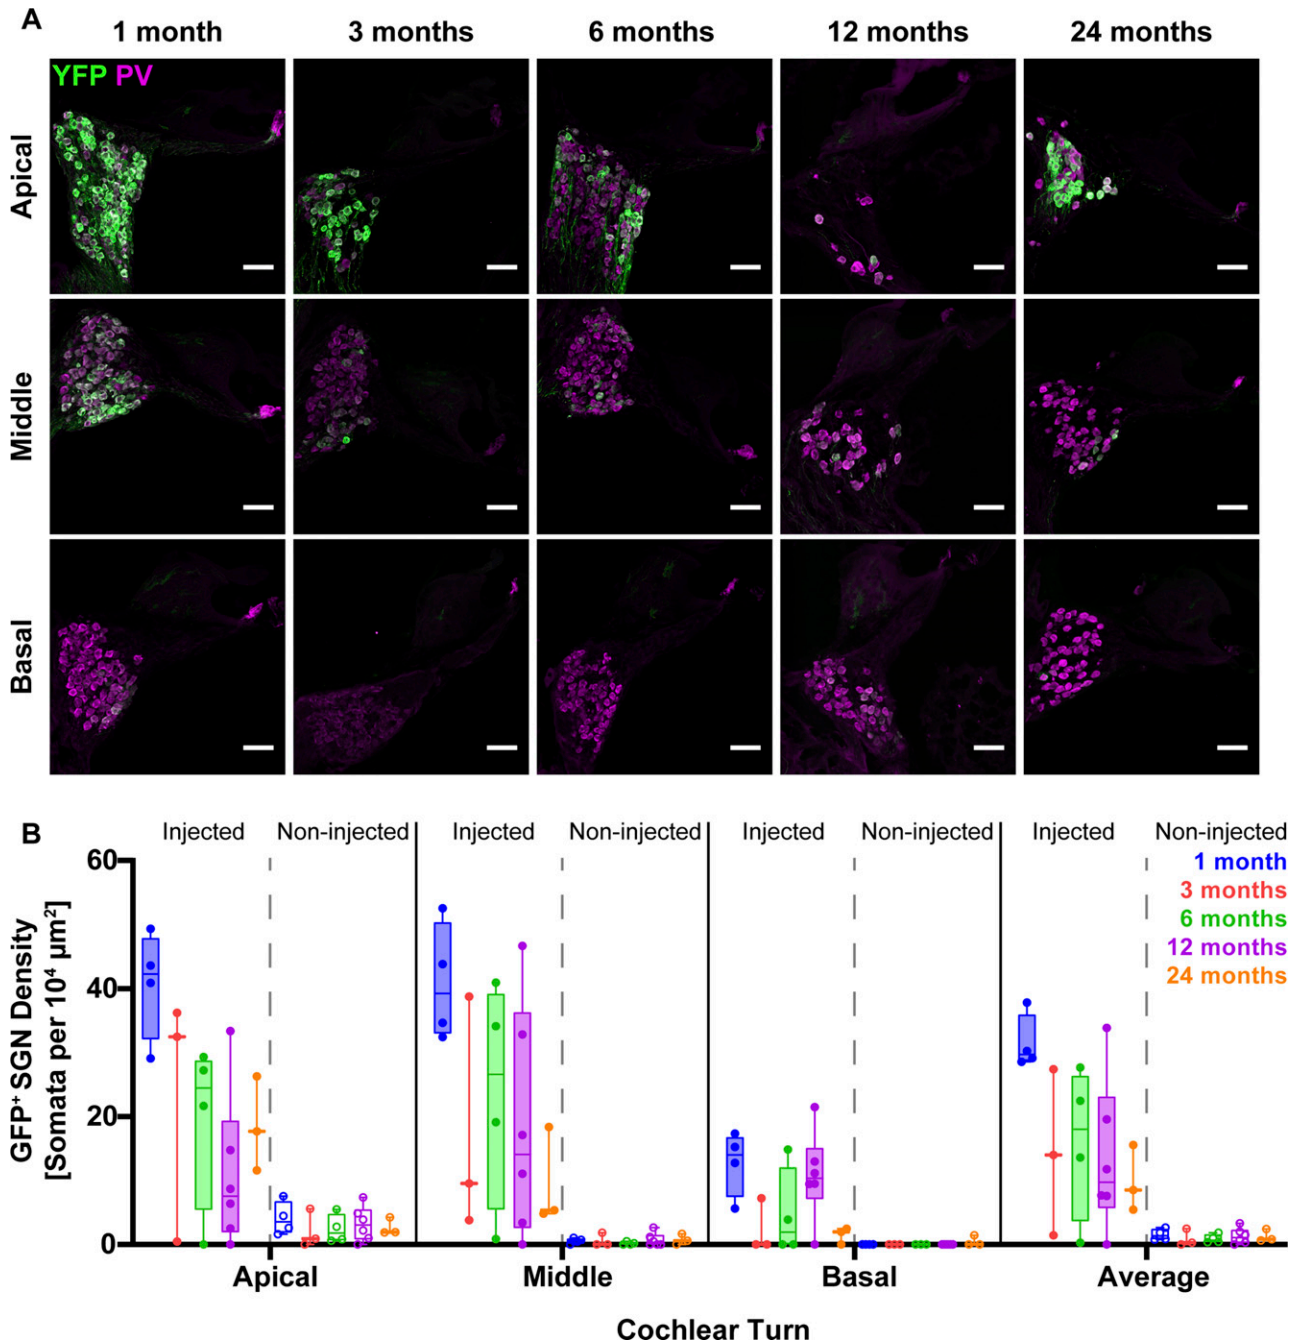 A
1 month 3 months 6 months 12 months 24 months
YFP PV
Apical
Middle
Basal
B
Injected Non-injected Injected Non-injected Injected Non-injected Injected Non-injected
1 month
3 months
6 months
12 months
24 months
GFP⁺ SGN Density
[Somata per 10⁴ µm²]
60
40
20
0
Apical Middle Basal Average
Cochlear Turn